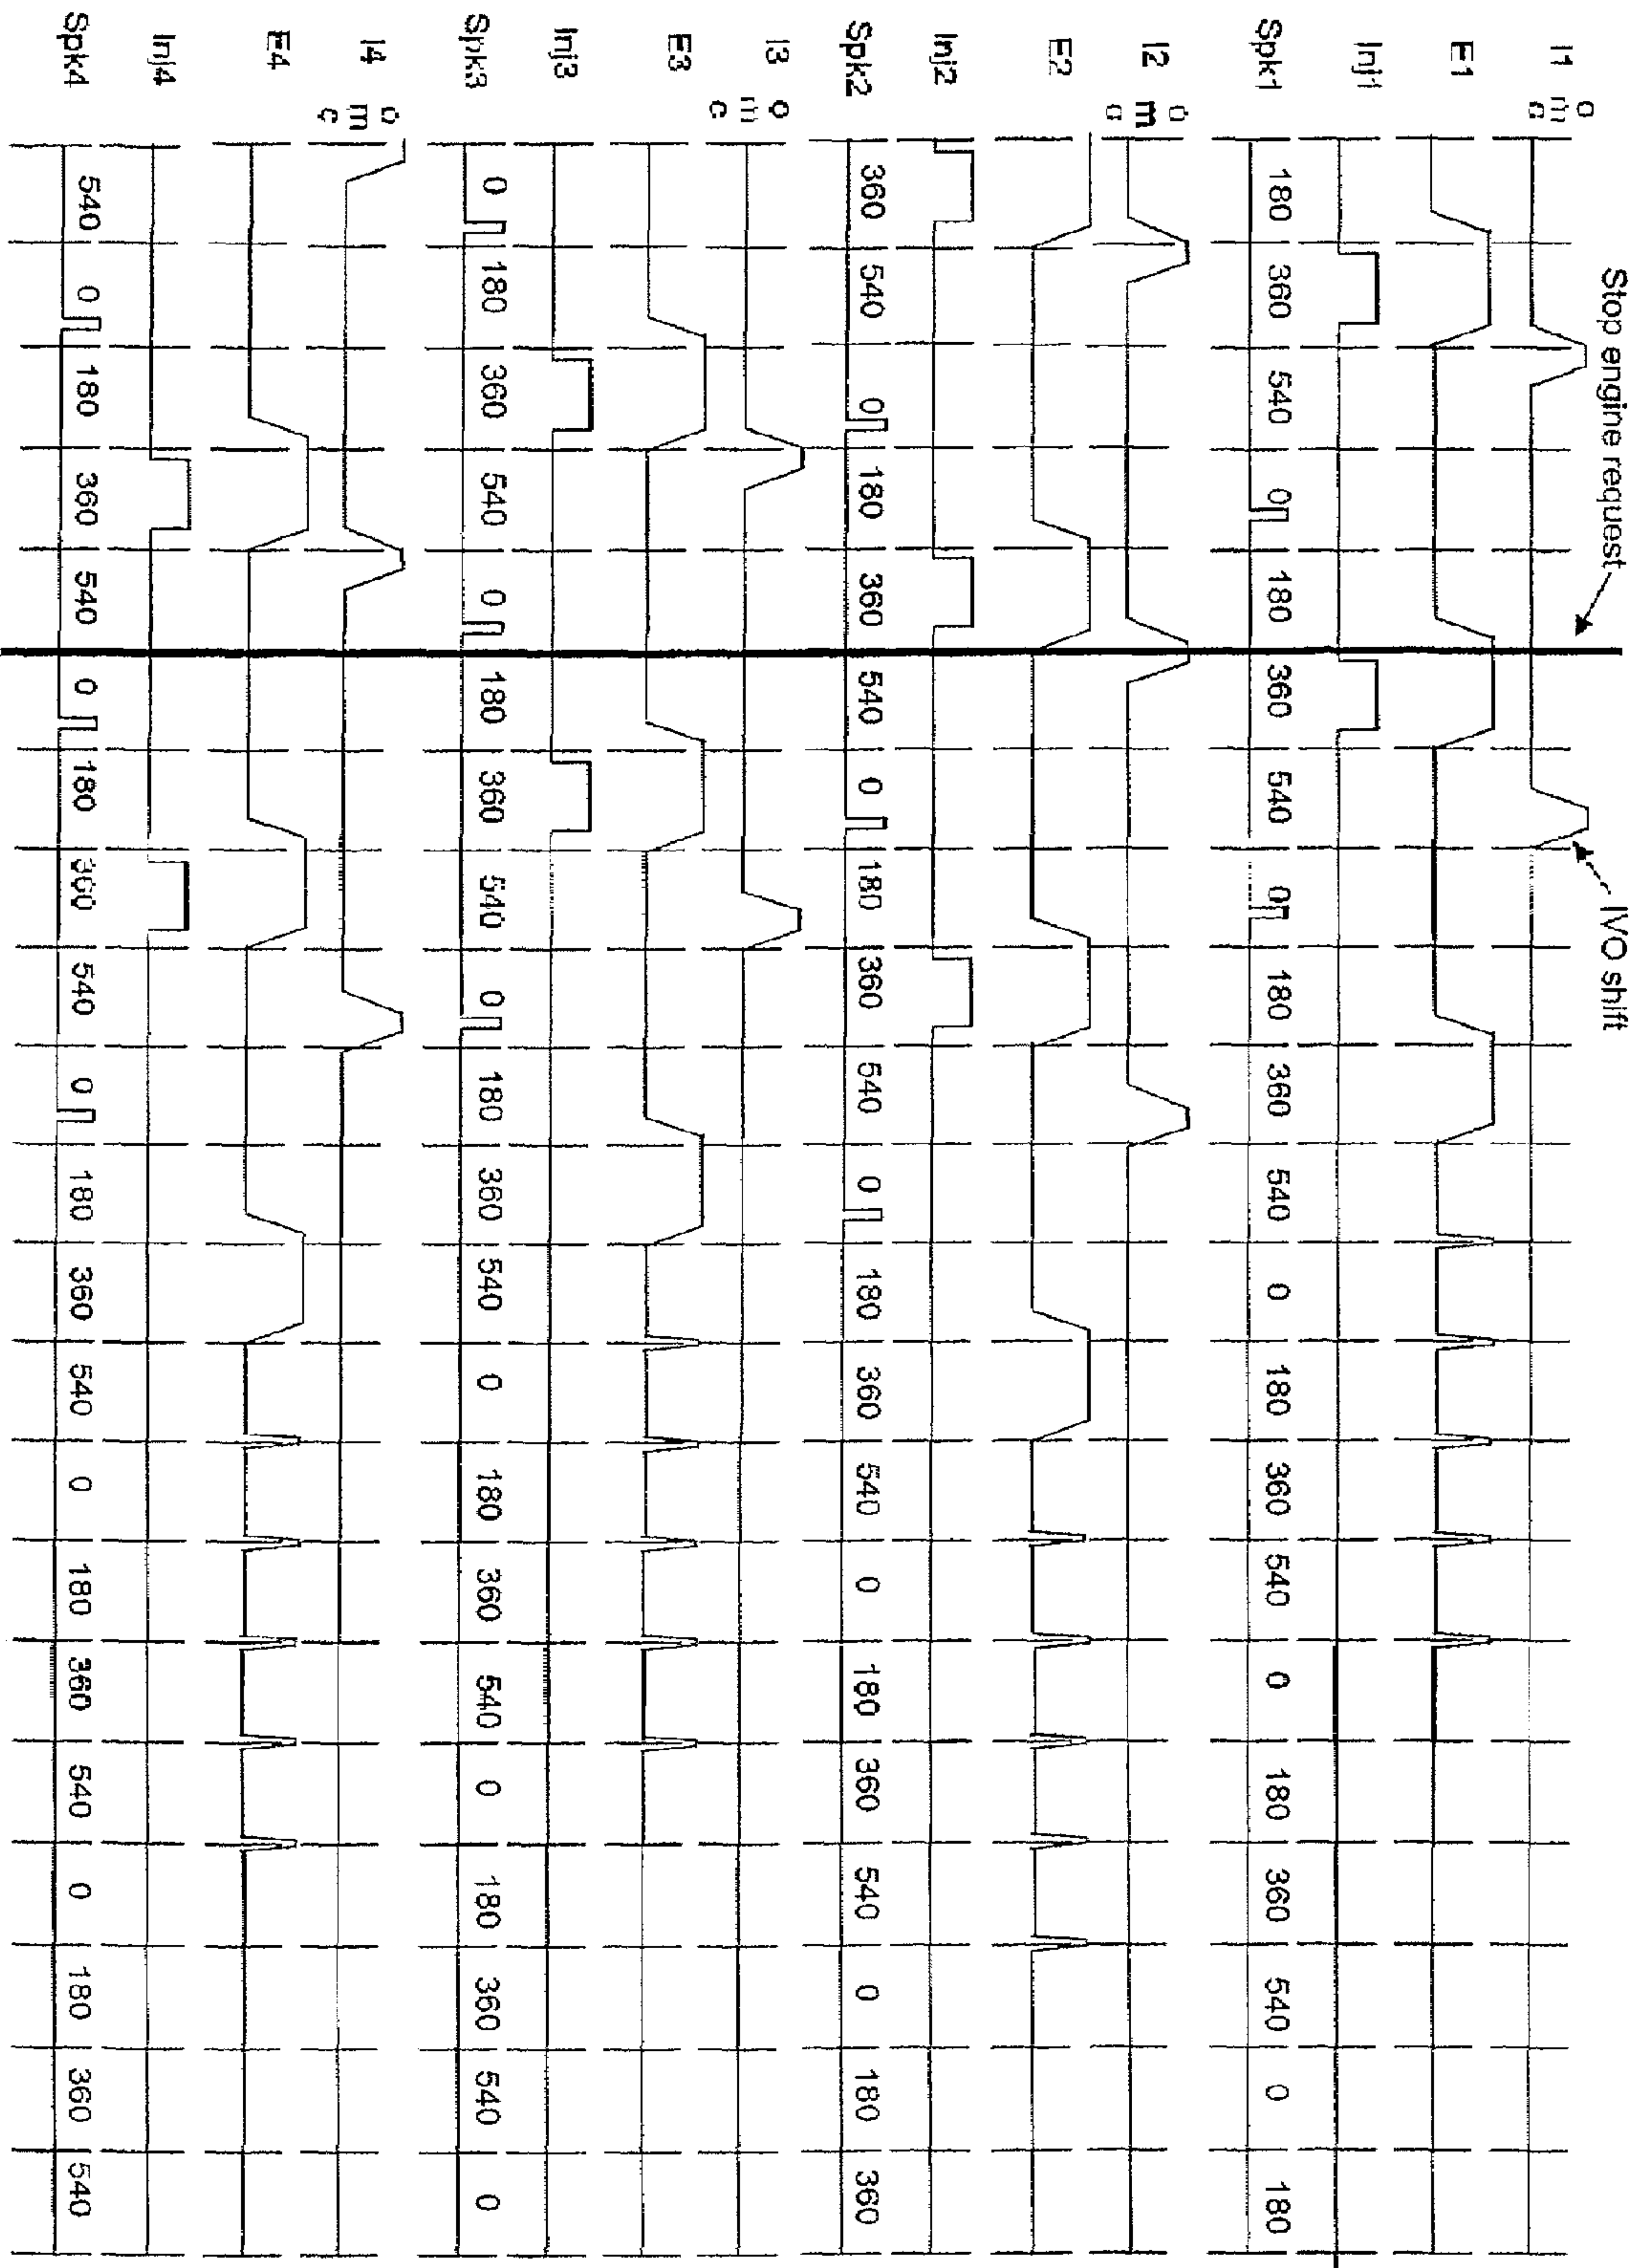 Stop engine request
IVO shift
I1
o
m
c
E1
Inj1
Spk1 180 360 540 0 180 360 540 0 180 360 540 0 180 360 540 0 180 360 540 0 180
I2
o
m
c
E2
Inj2
Spk2 360 540 0 180 360 540 0 180 360 540 0 180 360 540 0 180 360 540 0 180 360
I3
o
m
c
E3
Inj3
Spk3 0 180 360 540 0 180 360 540 0 180 360 540 0 180 360 540 0 180 360 540 0
I4
o
m
c
E4
Inj4
Spk4 540 0 180 360 540 0 180 360 540 0 180 360 540 0 180 360 540 0 180 360 540